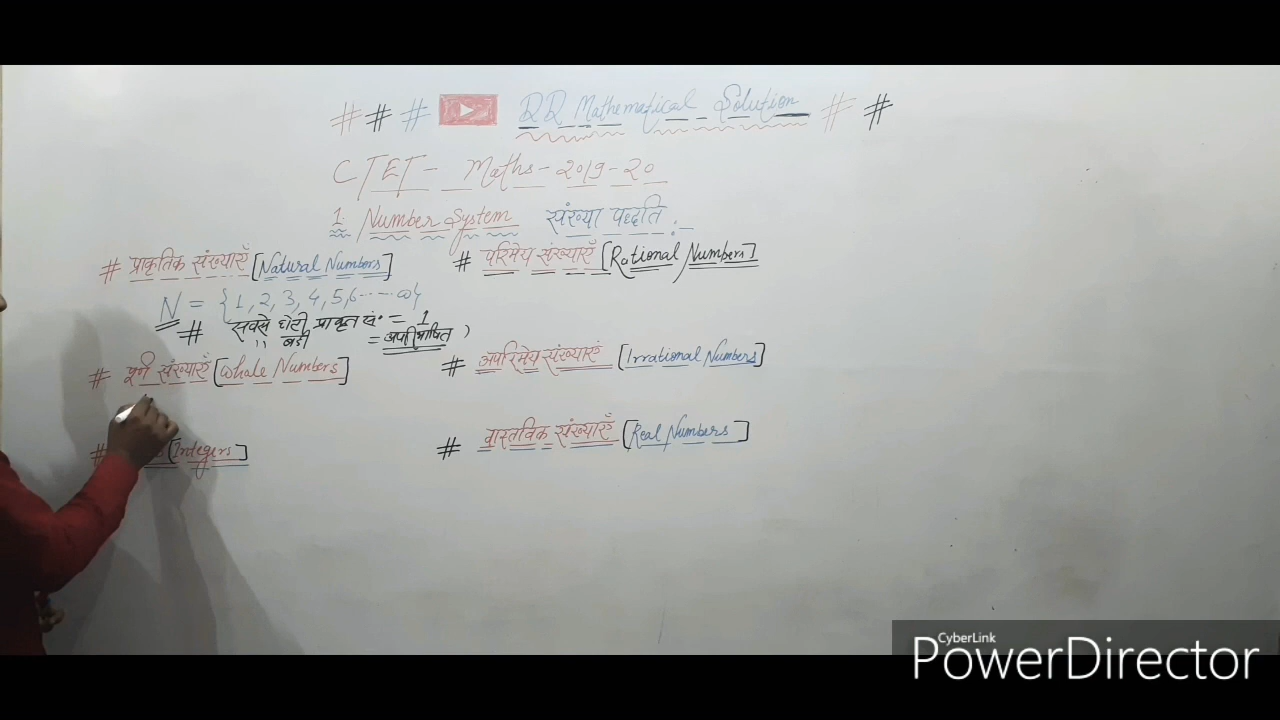 # # # RR Mathematical Solution # #
CTET - Maths - 2019-20
1. Number System संख्या पद्धति :
# प्राकृतिक संख्याएँ [Natural Numbers]
N = {1, 2, 3, 4, 5, 6 ...... ∞}
# सबसे छोटी प्राकृत सं॰ = 1
" बड़ी = अपरिभाषित
# पूर्न संख्याएँ [Whole Numbers]
# [Integers]
# परिमेय संख्याएँ [Rational Numbers]
# अपरिमेय संख्याएं [Irrational Numbers]
# वास्तविक संख्याएँ [Real Numbers]
CyberLink
PowerDirector